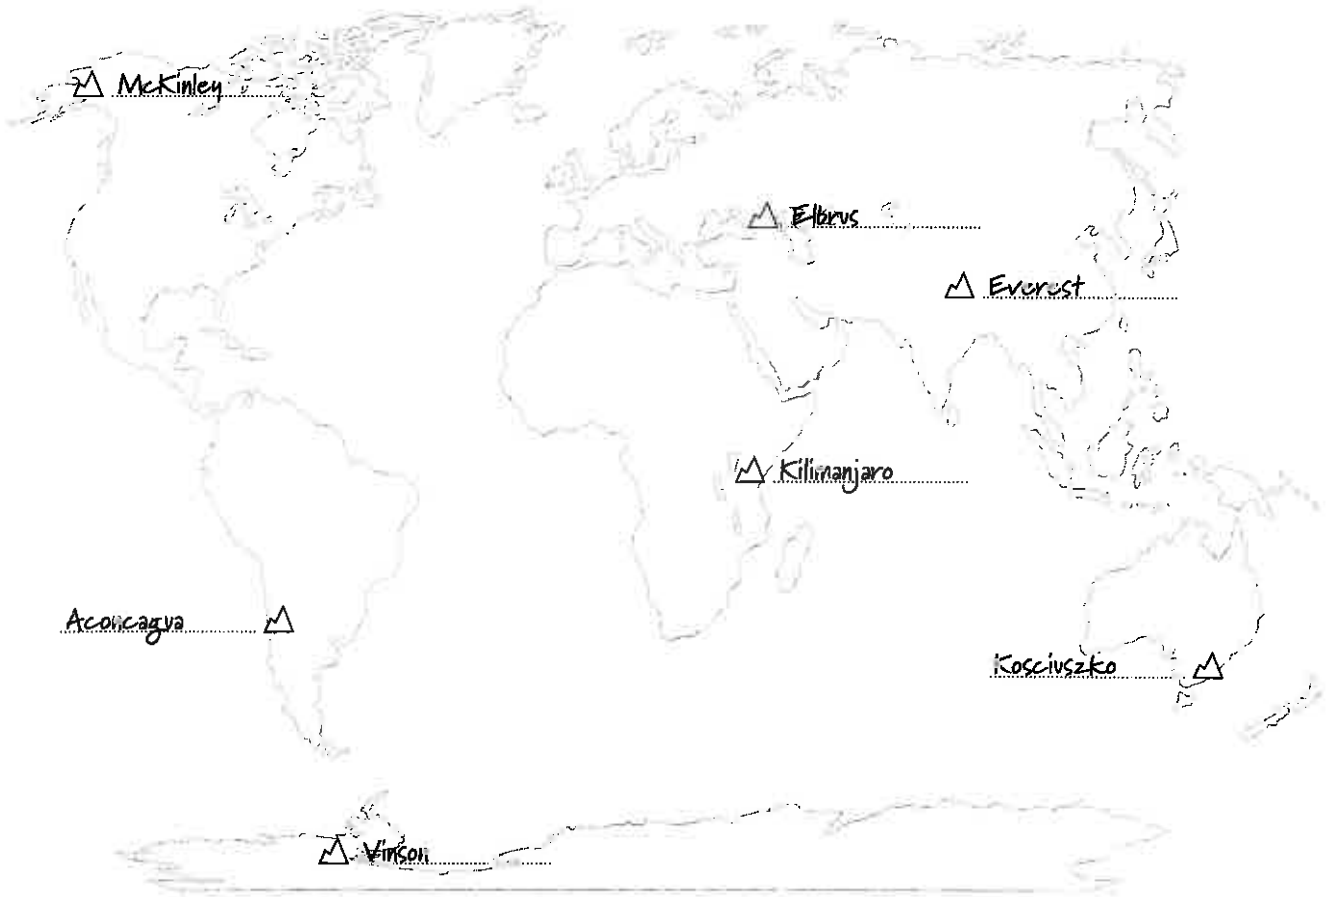 McKinley
Elbrus
Everest
Kilimanjaro
Aconcagua
Kosciuszko
Vinson